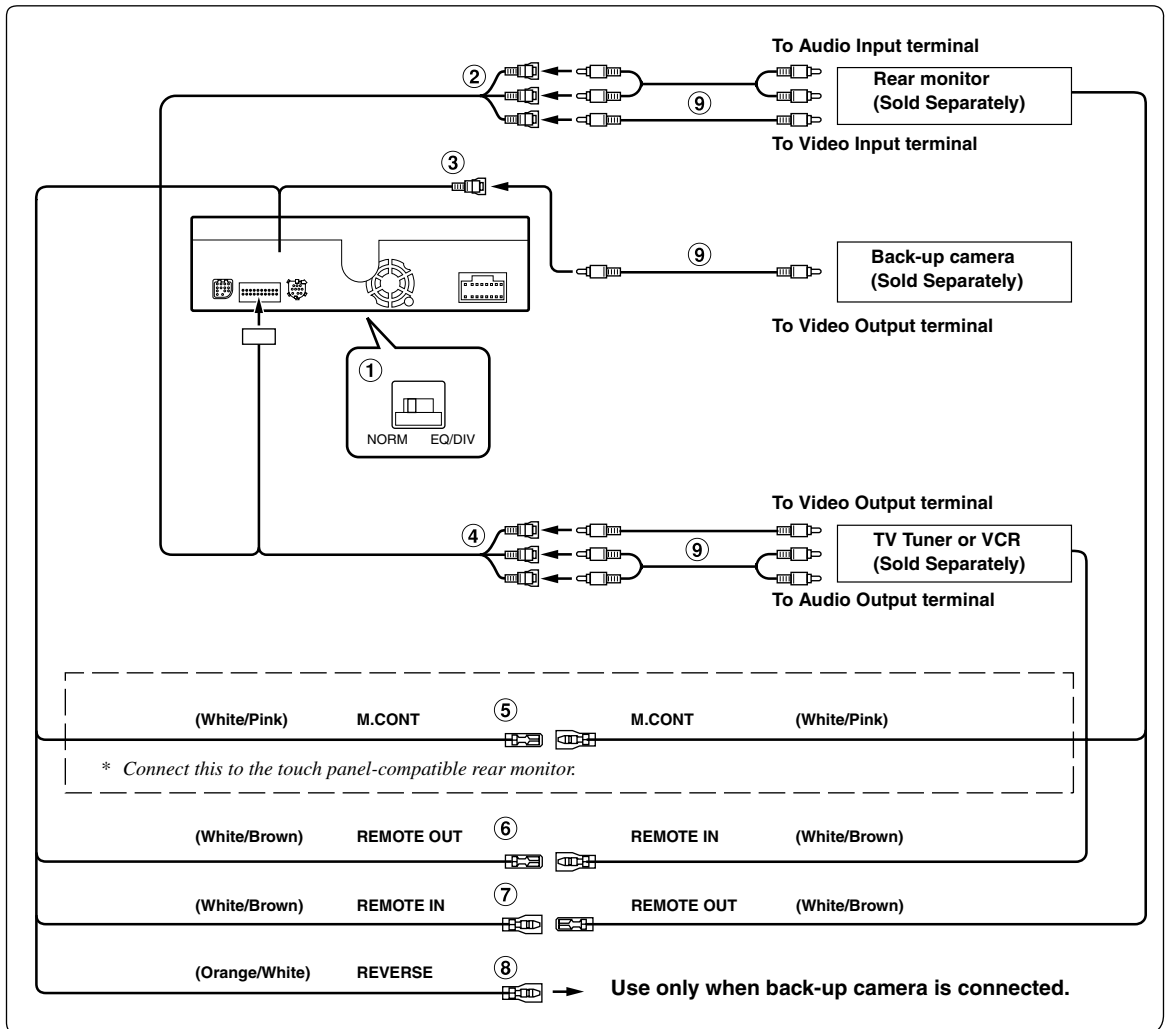 To Audio Input terminal
②
Rear monitor
(Sold Separately)
⑨
To Video Input terminal
③
⑨
Back-up camera
(Sold Separately)
To Video Output terminal
①
NORM EQ/DIV
To Video Output terminal
④
⑨
TV Tuner or VCR
(Sold Separately)
To Audio Output terminal
(White/Pink) M.CONT ⑤ M.CONT (White/Pink)
* Connect this to the touch panel-compatible rear monitor.
(White/Brown) REMOTE OUT ⑥ REMOTE IN (White/Brown)
(White/Brown) REMOTE IN ⑦ REMOTE OUT (White/Brown)
(Orange/White) REVERSE ⑧
Use only when back-up camera is connected.